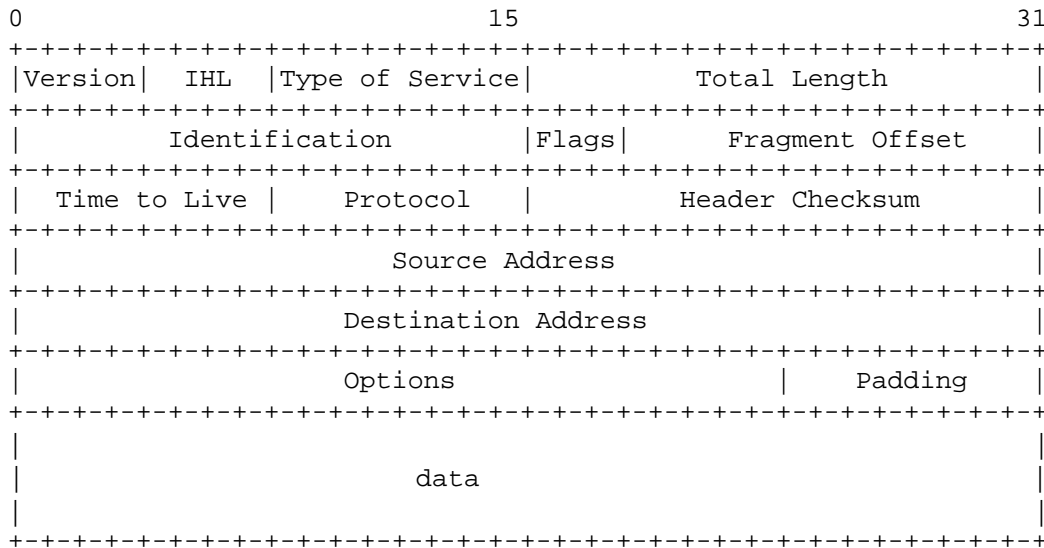 0 15 31
+-+-+-+-+-+-+-+-+-+-+-+-+-+-+-+-+-+-+-+-+-+-+-+-+-+-+-+-+-+-+-+-+
|Version| IHL |Type of Service| Total Length |
+-+-+-+-+-+-+-+-+-+-+-+-+-+-+-+-+-+-+-+-+-+-+-+-+-+-+-+-+-+-+-+-+
| Identification |Flags| Fragment Offset |
+-+-+-+-+-+-+-+-+-+-+-+-+-+-+-+-+-+-+-+-+-+-+-+-+-+-+-+-+-+-+-+-+
| Time to Live | Protocol | Header Checksum |
+-+-+-+-+-+-+-+-+-+-+-+-+-+-+-+-+-+-+-+-+-+-+-+-+-+-+-+-+-+-+-+-+
| Source Address |
+-+-+-+-+-+-+-+-+-+-+-+-+-+-+-+-+-+-+-+-+-+-+-+-+-+-+-+-+-+-+-+-+
| Destination Address |
+-+-+-+-+-+-+-+-+-+-+-+-+-+-+-+-+-+-+-+-+-+-+-+-+-+-+-+-+-+-+-+-+
| Options | Padding |
+-+-+-+-+-+-+-+-+-+-+-+-+-+-+-+-+-+-+-+-+-+-+-+-+-+-+-+-+-+-+-+-+
| |
| data |
| |
+-+-+-+-+-+-+-+-+-+-+-+-+-+-+-+-+-+-+-+-+-+-+-+-+-+-+-+-+-+-+-+-+